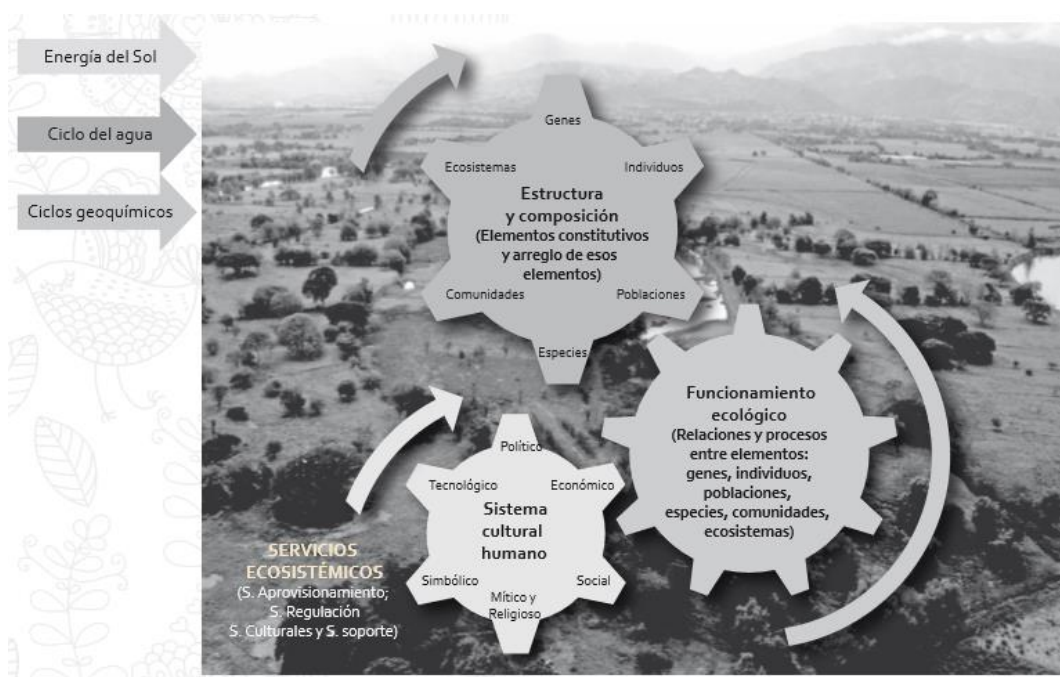 Energía del Sol
Ciclo del agua
Ciclos geoquímicos
Genes
Ecosistemas
Individuos
Estructura
y composición
(Elementos constitutivos
y arreglo de esos
elementos)
Comunidades
Poblaciones
Especies
Funcionamiento
ecológico
(Relaciones y procesos
entre elementos:
genes, individuos,
poblaciones,
especies, comunidades,
ecosistemas)
Político
Tecnológico
Económico
Sistema
cultural
humano
Simbólico
Social
Mítico y
Religioso
SERVICIOS
ECOSISTÉMICOS
(S. Aprovisionamiento;
S. Regulación
S. Culturales y S. soporte)